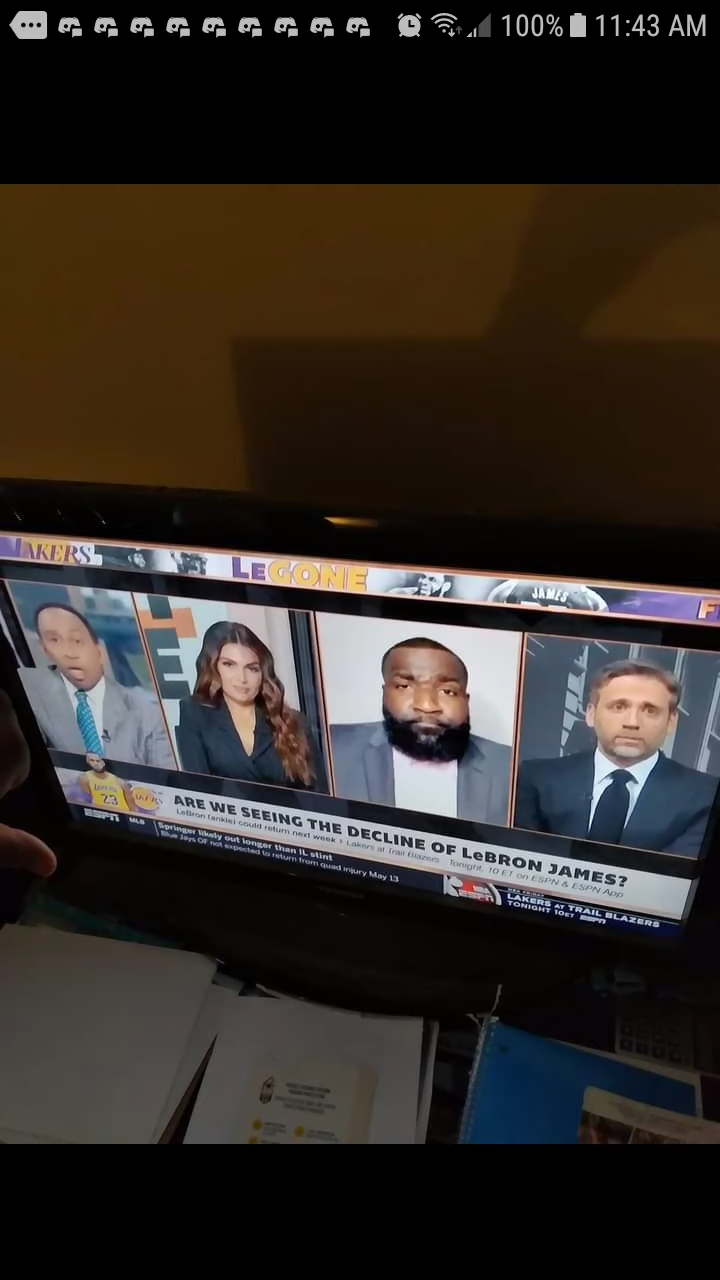 100% 11:43 AM
LAKERS LEGONE JAMES F
23 LAKERS
ARE WE SEEING THE DECLINE OF LeBRON JAMES?
LeBron (ankle) could return next week | Lakers at Trail Blazers Tonight, 10 ET on ESPN & ESPN App
ESPN MLB Springer likely out longer than IL stint
Blue Jays OF not expected to return from quad injury May 13
NBA FRIDAY
LAKERS AT TRAIL BLAZERS
TONIGHT 10ET ESPN